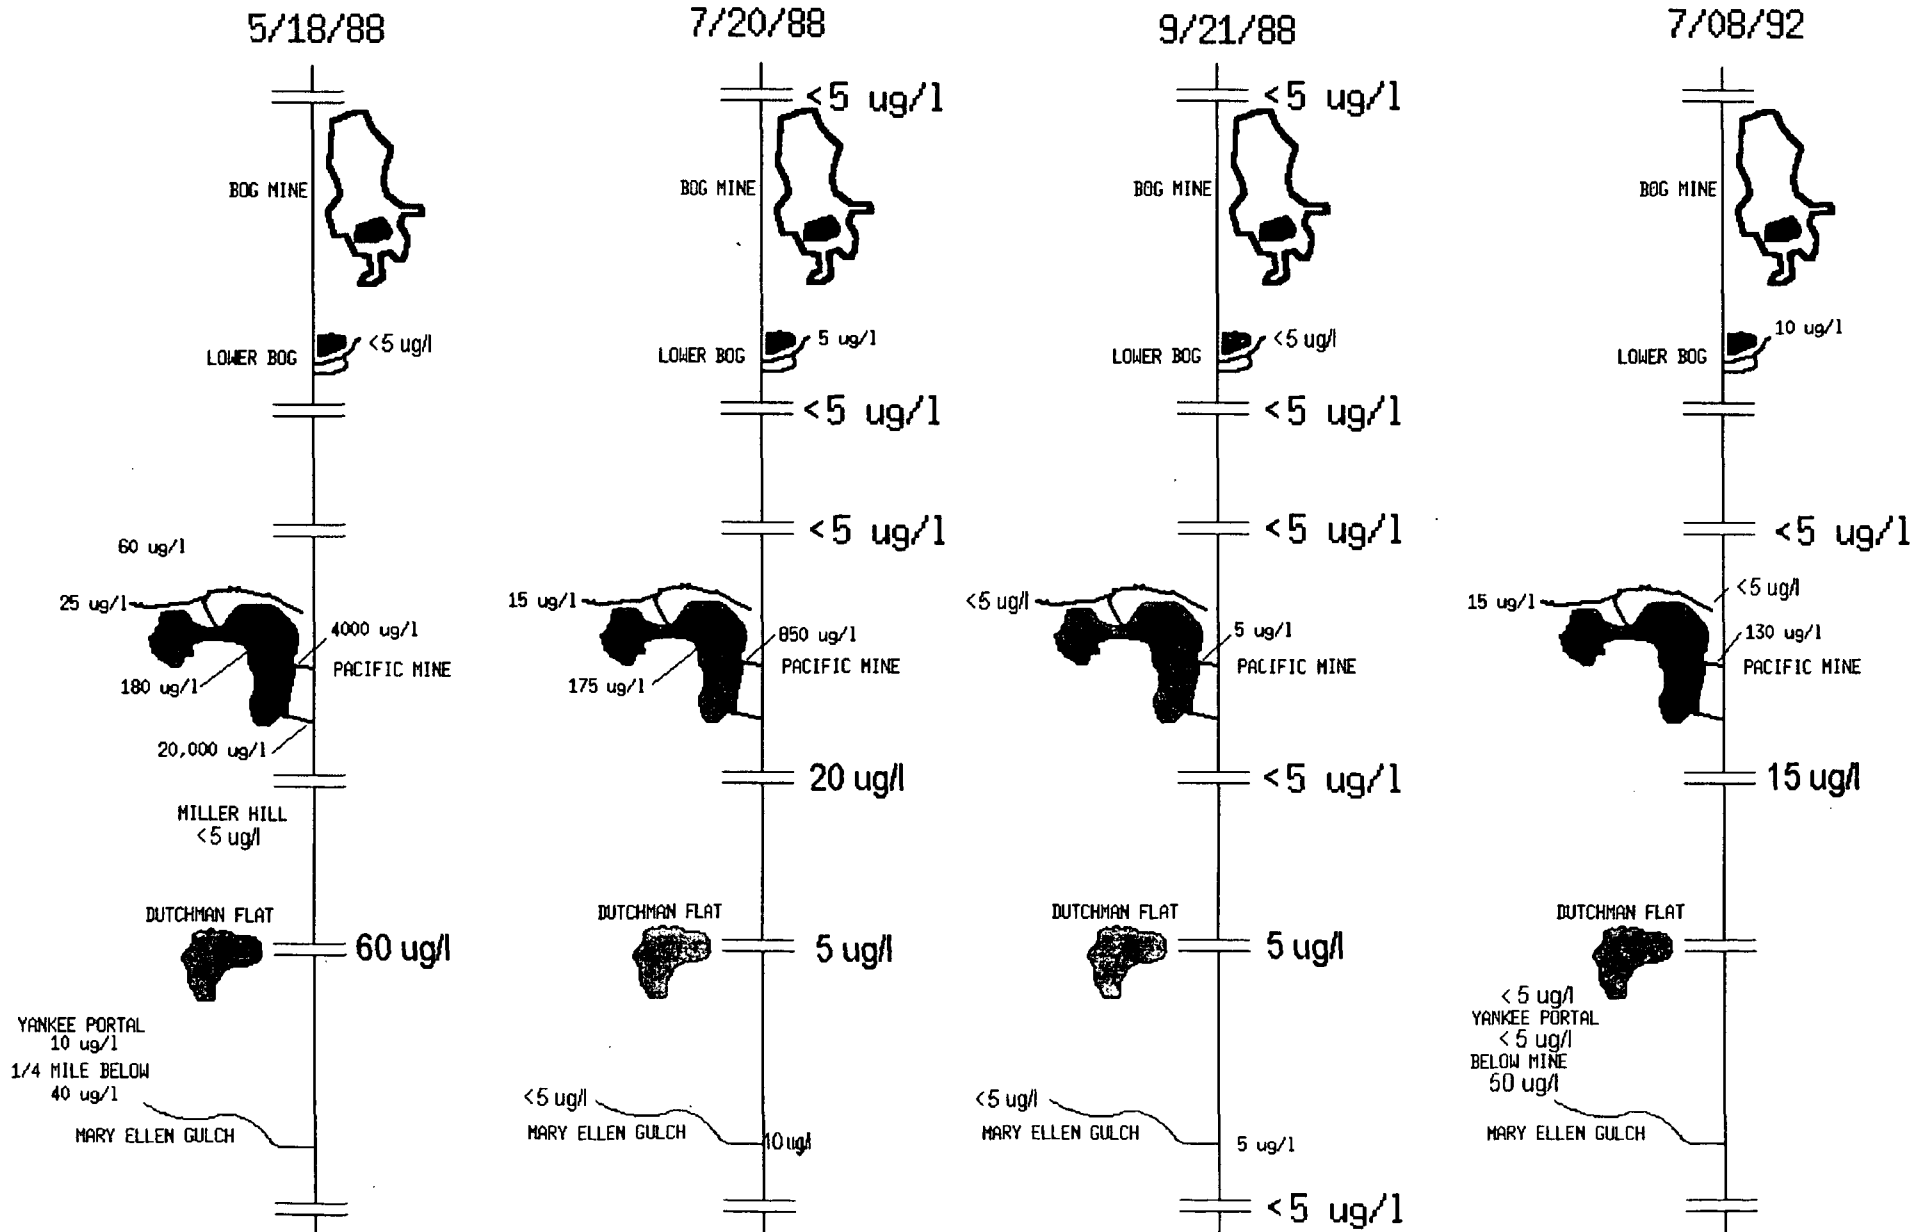 5/18/88
BOG MINE
LOWER BOG
<5 ug/l
60 ug/l
25 ug/l
4000 ug/l
PACIFIC MINE
180 ug/l
20,000 ug/l
MILLER HILL
<5 ug/l
DUTCHMAN FLAT
60 ug/l
YANKEE PORTAL
10 ug/l
1/4 MILE BELOW
40 ug/l
MARY ELLEN GULCH
7/20/88
<5 ug/l
BOG MINE
5 ug/l
LOWER BOG
<5 ug/l
<5 ug/l
15 ug/l
850 ug/l
PACIFIC MINE
175 ug/l
20 ug/l
DUTCHMAN FLAT
5 ug/l
<5 ug/l
MARY ELLEN GULCH
10 ug/l
9/21/88
<5 ug/l
BOG MINE
<5 ug/l
LOWER BOG
<5 ug/l
<5 ug/l
<5 ug/l
5 ug/l
PACIFIC MINE
<5 ug/l
DUTCHMAN FLAT
5 ug/l
<5 ug/l
MARY ELLEN GULCH
5 ug/l
<5 ug/l
7/08/92
BOG MINE
10 ug/l
LOWER BOG
<5 ug/l
<5 ug/l
15 ug/l
130 ug/l
PACIFIC MINE
15 ug/l
DUTCHMAN FLAT
<5 ug/l
YANKEE PORTAL
<5 ug/l
BELOW MINE
50 ug/l
MARY ELLEN GULCH